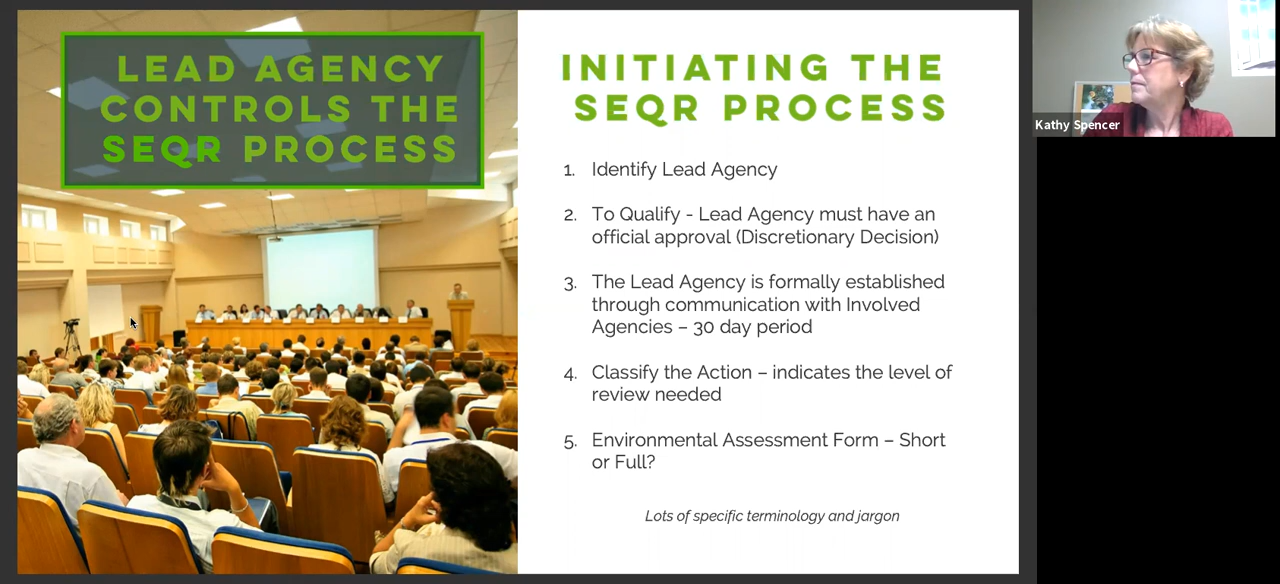 LEAD AGENCY
CONTROLS THE
SEQR PROCESS
INITIATING THE
SEQR PROCESS
1. Identify Lead Agency
2. To Qualify - Lead Agency must have an
official approval (Discretionary Decision)
3. The Lead Agency is formally established
through communication with Involved
Agencies – 30 day period
4. Classify the Action – indicates the level of
review needed
5. Environmental Assessment Form – Short
or Full?
Lots of specific terminology and jargon
Kathy Spencer